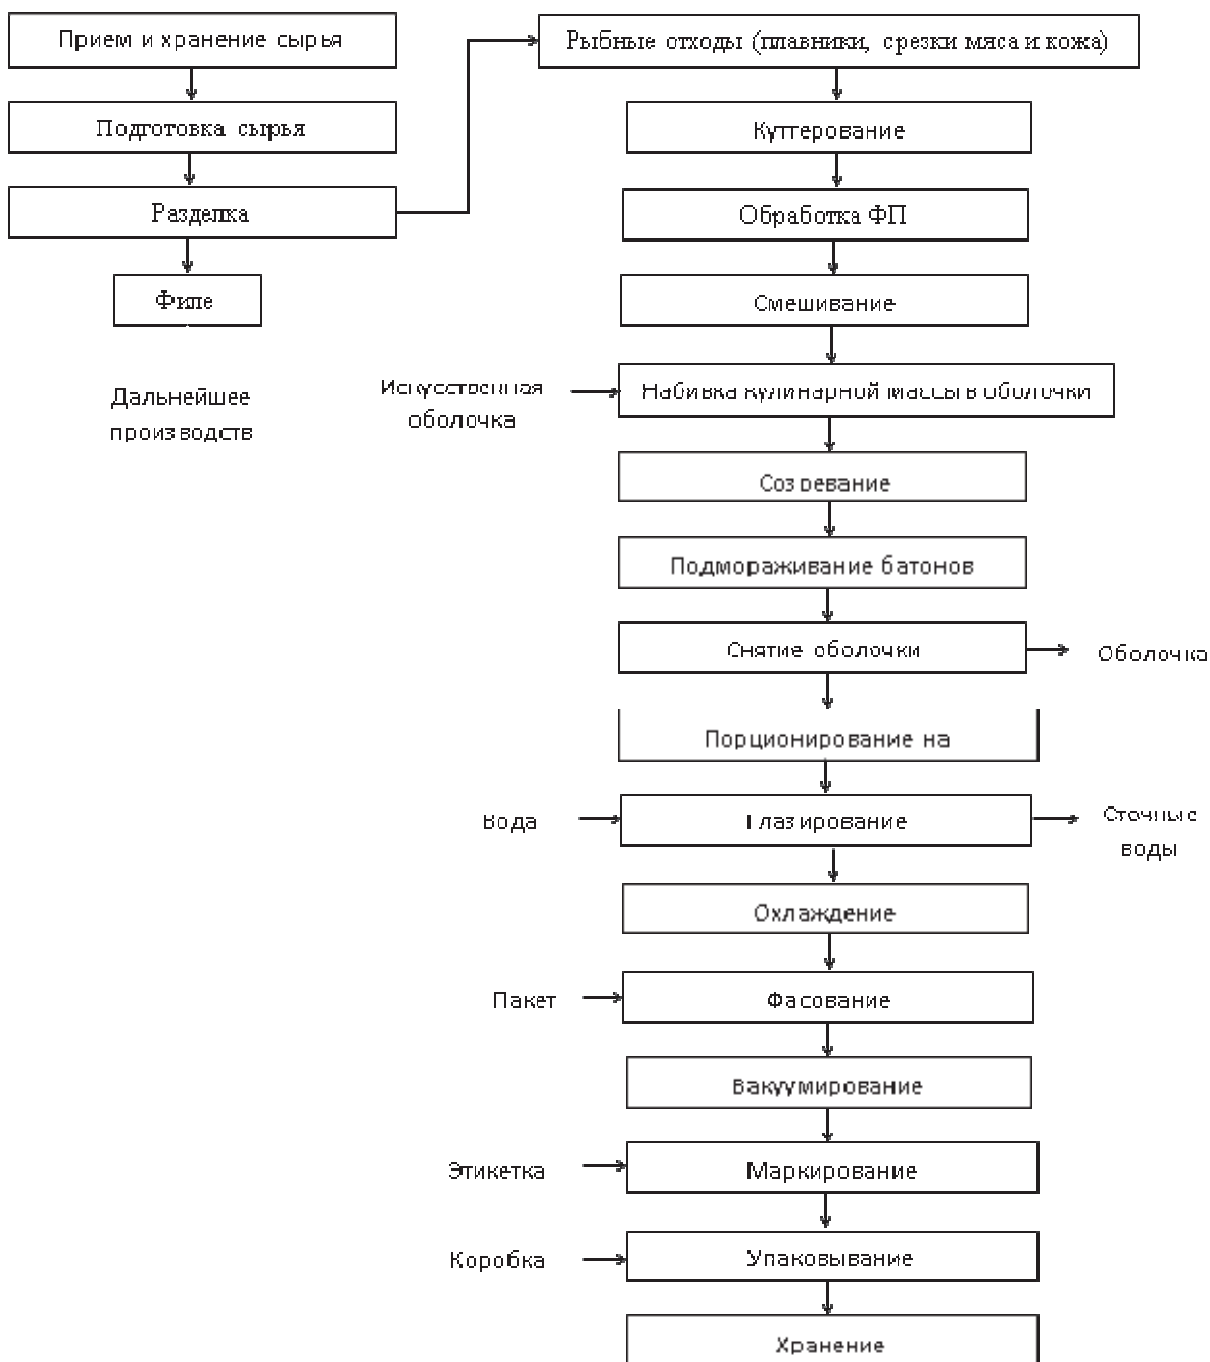 Прием и хранение сырья
Подготовка сырья
Разделка
Филе
Дальнейшее
производств
Рыбные отходы (плавники, срезки мяса и кожа)
Куттерование
Обработка ФП
Смешивание
Искусственная
оболочка
Набивка кулинарной массы в оболочки
Созревание
Подмораживание батонов
Снятие оболочки
Оболочка
Порционирование на
Вода
Глазирование
Сточные
воды
Охлаждение
Пакет
Фасование
Вакуумирование
Этикетка
Маркирование
Коробка
Упаковывание
Хранение